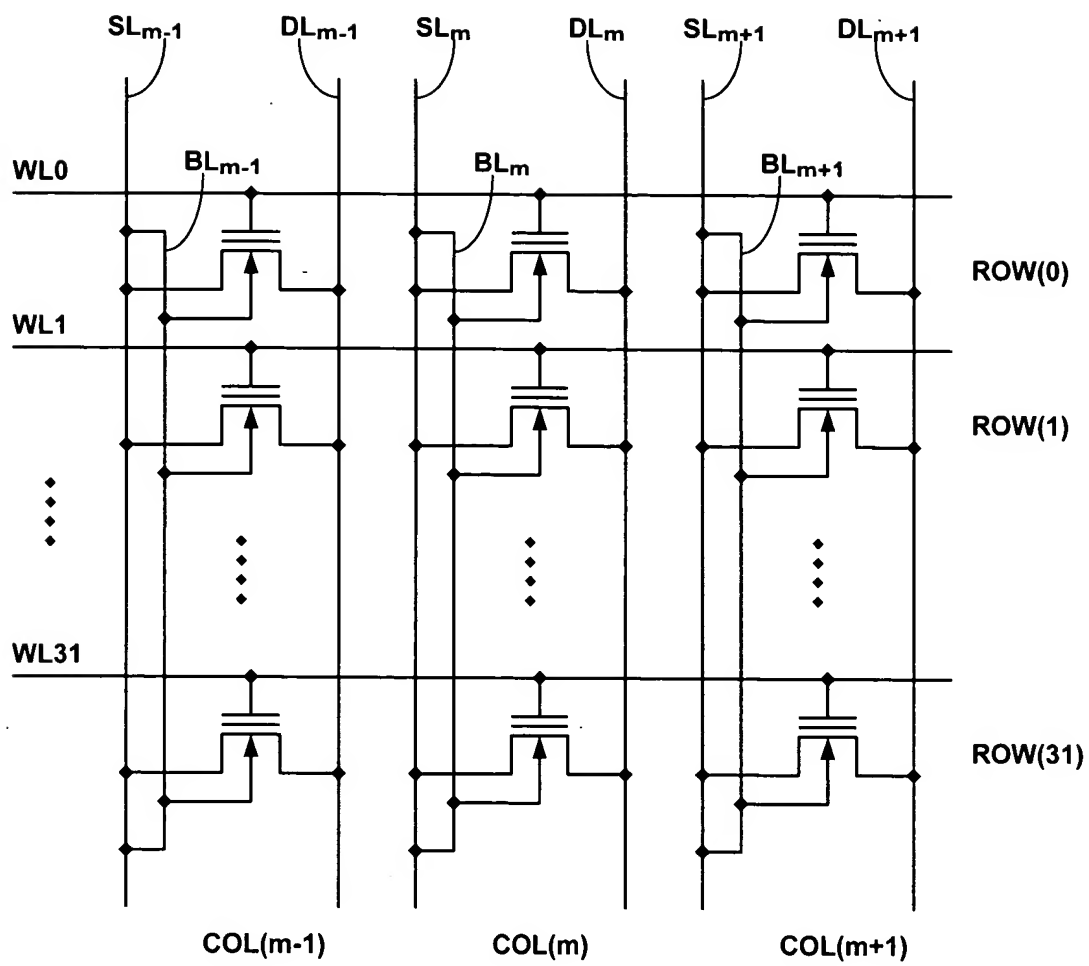 SLm-1 DLm-1 SLm DLm SLm+1 DLm+1
WL0 BLm-1 BLm BLm+1
ROW(0)
WL1
ROW(1)
WL31
ROW(31)
COL(m-1) COL(m) COL(m+1)